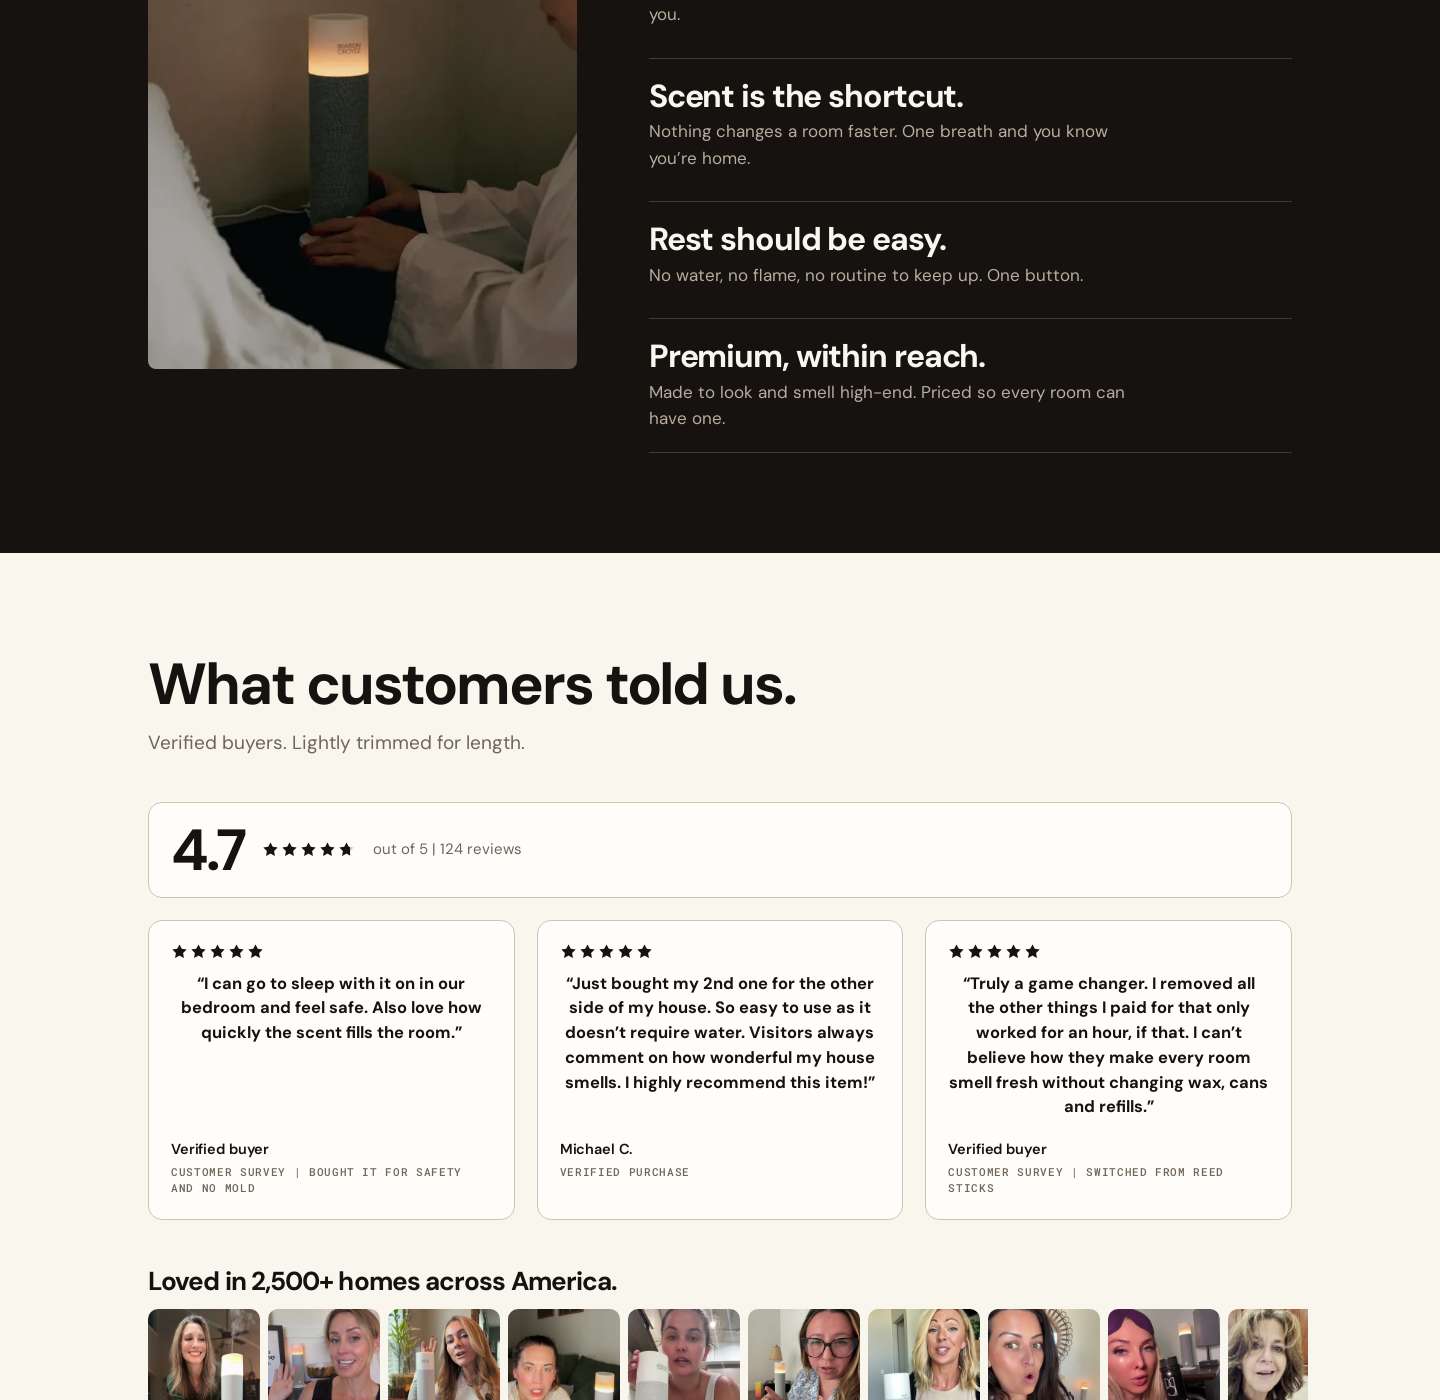 you.
Scent is the shortcut.
Nothing changes a room faster. One breath and you know
you’re home.
Rest should be easy.
No water, no flame, no routine to keep up. One button.
Premium, within reach.
Made to look and smell high-end. Priced so every room can
have one.
What customers told us.
Verified buyers. Lightly trimmed for length.
4.7 out of 5 | 124 reviews
“I can go to sleep with it on in our
bedroom and feel safe. Also love how
quickly the scent fills the room.”
Verified buyer
CUSTOMER SURVEY | BOUGHT IT FOR SAFETY
AND NO MOLD
“Just bought my 2nd one for the other
side of my house. So easy to use as it
doesn’t require water. Visitors always
comment on how wonderful my house
smells. I highly recommend this item!”
Michael C.
VERIFIED PURCHASE
“Truly a game changer. I removed all
the other things I paid for that only
worked for an hour, if that. I can’t
believe how they make every room
smell fresh without changing wax, cans
and refills.”
Verified buyer
CUSTOMER SURVEY | SWITCHED FROM REED
STICKS
Loved in 2,500+ homes across America.